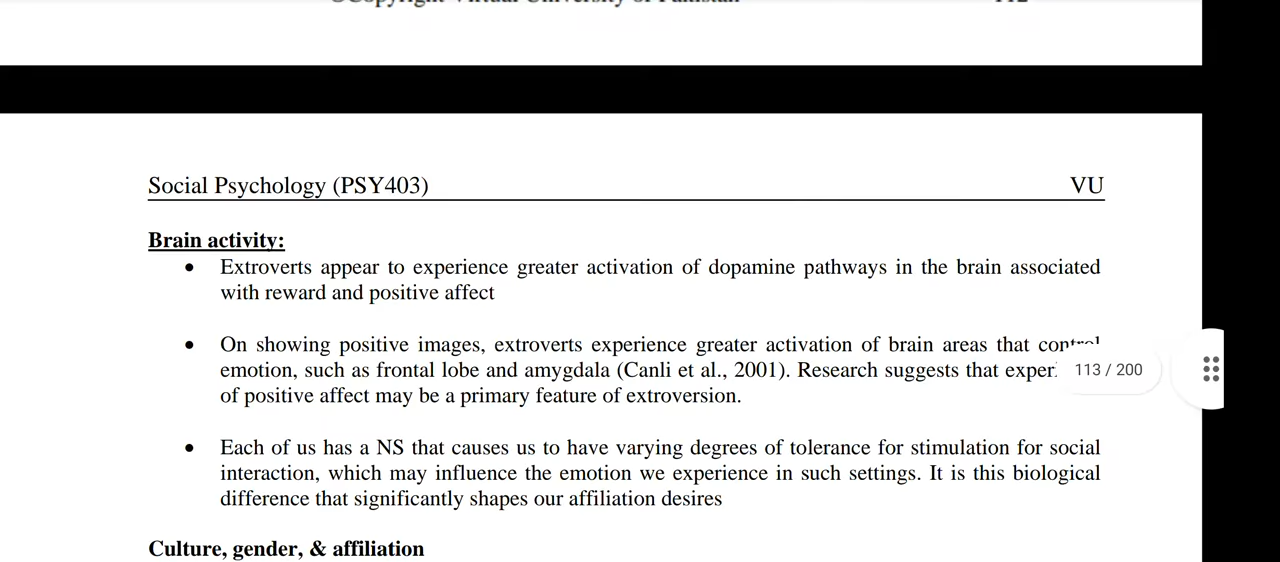 Social Psychology (PSY403) VU
Brain activity:
• Extroverts appear to experience greater activation of dopamine pathways in the brain associated
with reward and positive affect
• On showing positive images, extroverts experience greater activation of brain areas that control
emotion, such as frontal lobe and amygdala (Canli et al., 2001). Research suggests that
113 / 200
of positive affect may be a primary feature of extroversion.
• Each of us has a NS that causes us to have varying degrees of tolerance for stimulation for social
interaction, which may influence the emotion we experience in such settings. It is this biological
difference that significantly shapes our affiliation desires
Culture, gender, & affiliation